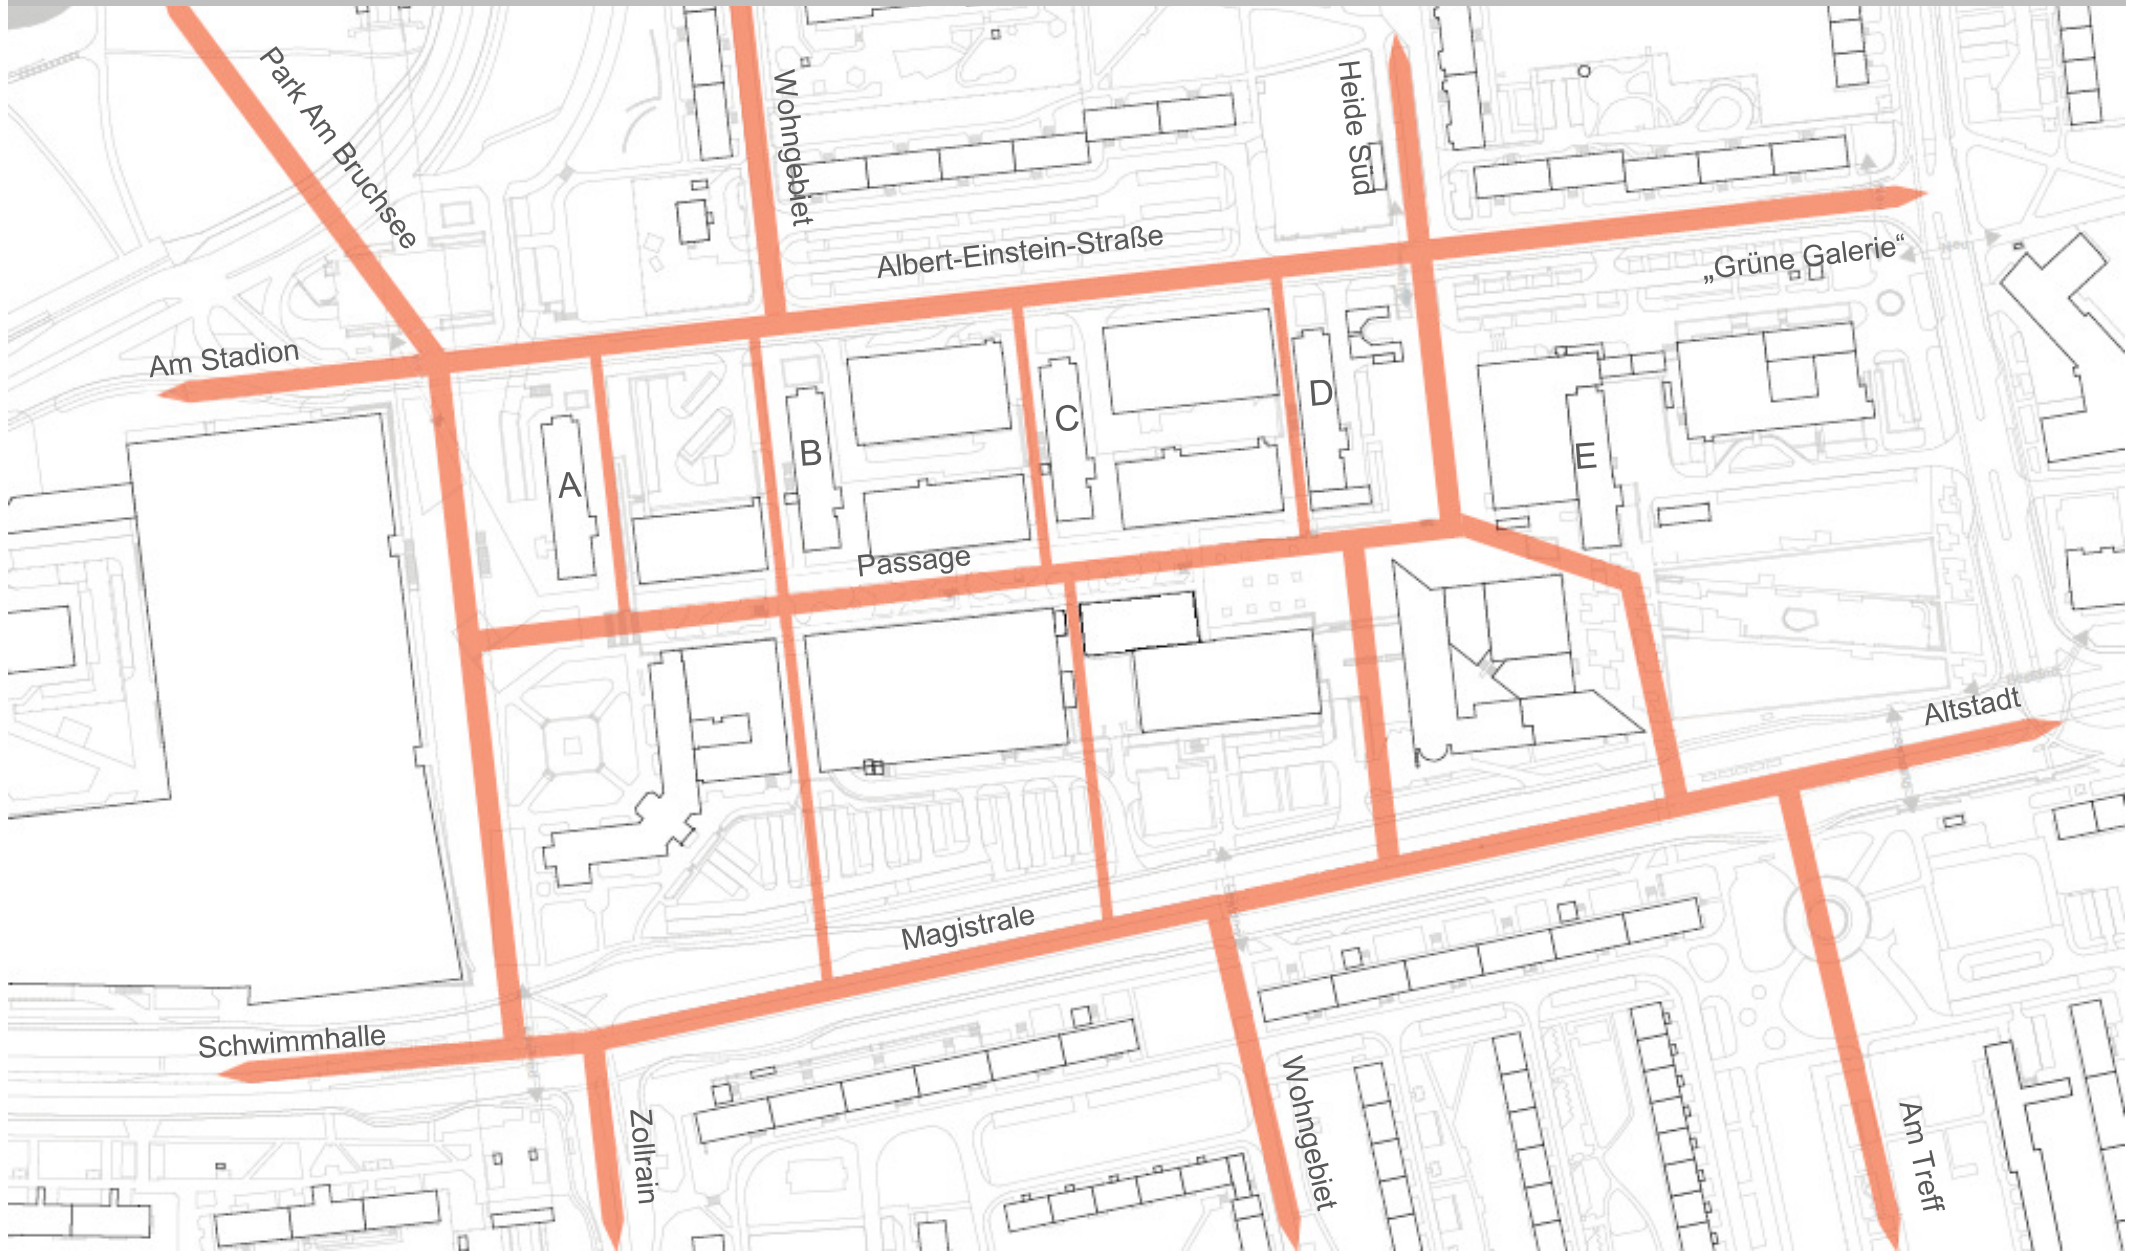 Park Am Bruchsee
Wohngebiet
Heide Süd
Albert-Einstein-Straße
„Grüne Galerie“
Am Stadion
A
B
C
D
E
Passage
Altstadt
Magistrale
Schwimmhalle
Zollrain
Wohngebiet
Am Treff